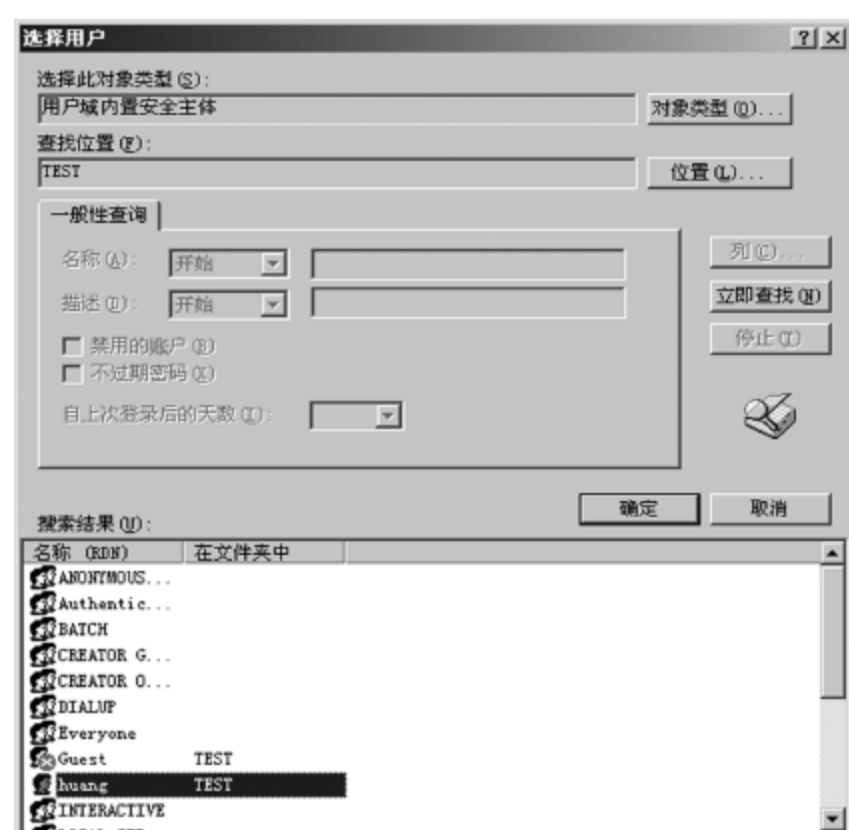 选择用户
选择此对象类型(S):
用户域内置安全主体
对象类型(O)...
查找位置(F):
TEST
位置(L)...
一般性查询
名称(A): 开始
列(C)...
描述(D): 开始
立即查找(N)
禁用的账户(B)
停止(T)
不过期密码(X)
自上次登录后的天数(I):
确定 取消
搜索结果(U):
名称 (RDN) 在文件夹中
ANONYMOUS...
Authentic...
BATCH
CREATOR G...
CREATOR O...
DIALUP
Everyone
Guest TEST
huang TEST
INTERACTIVE